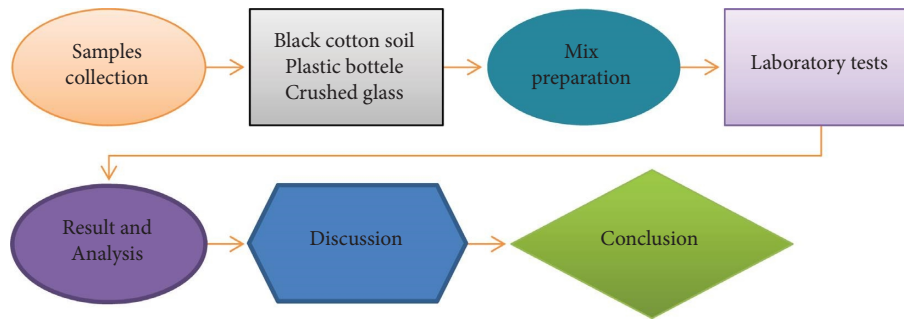 Samples
collection
Black cotton soil
Plastic bottele
Crushed glass
Mix
preparation
Laboratory tests
Result and
Analysis
Discussion
Conclusion